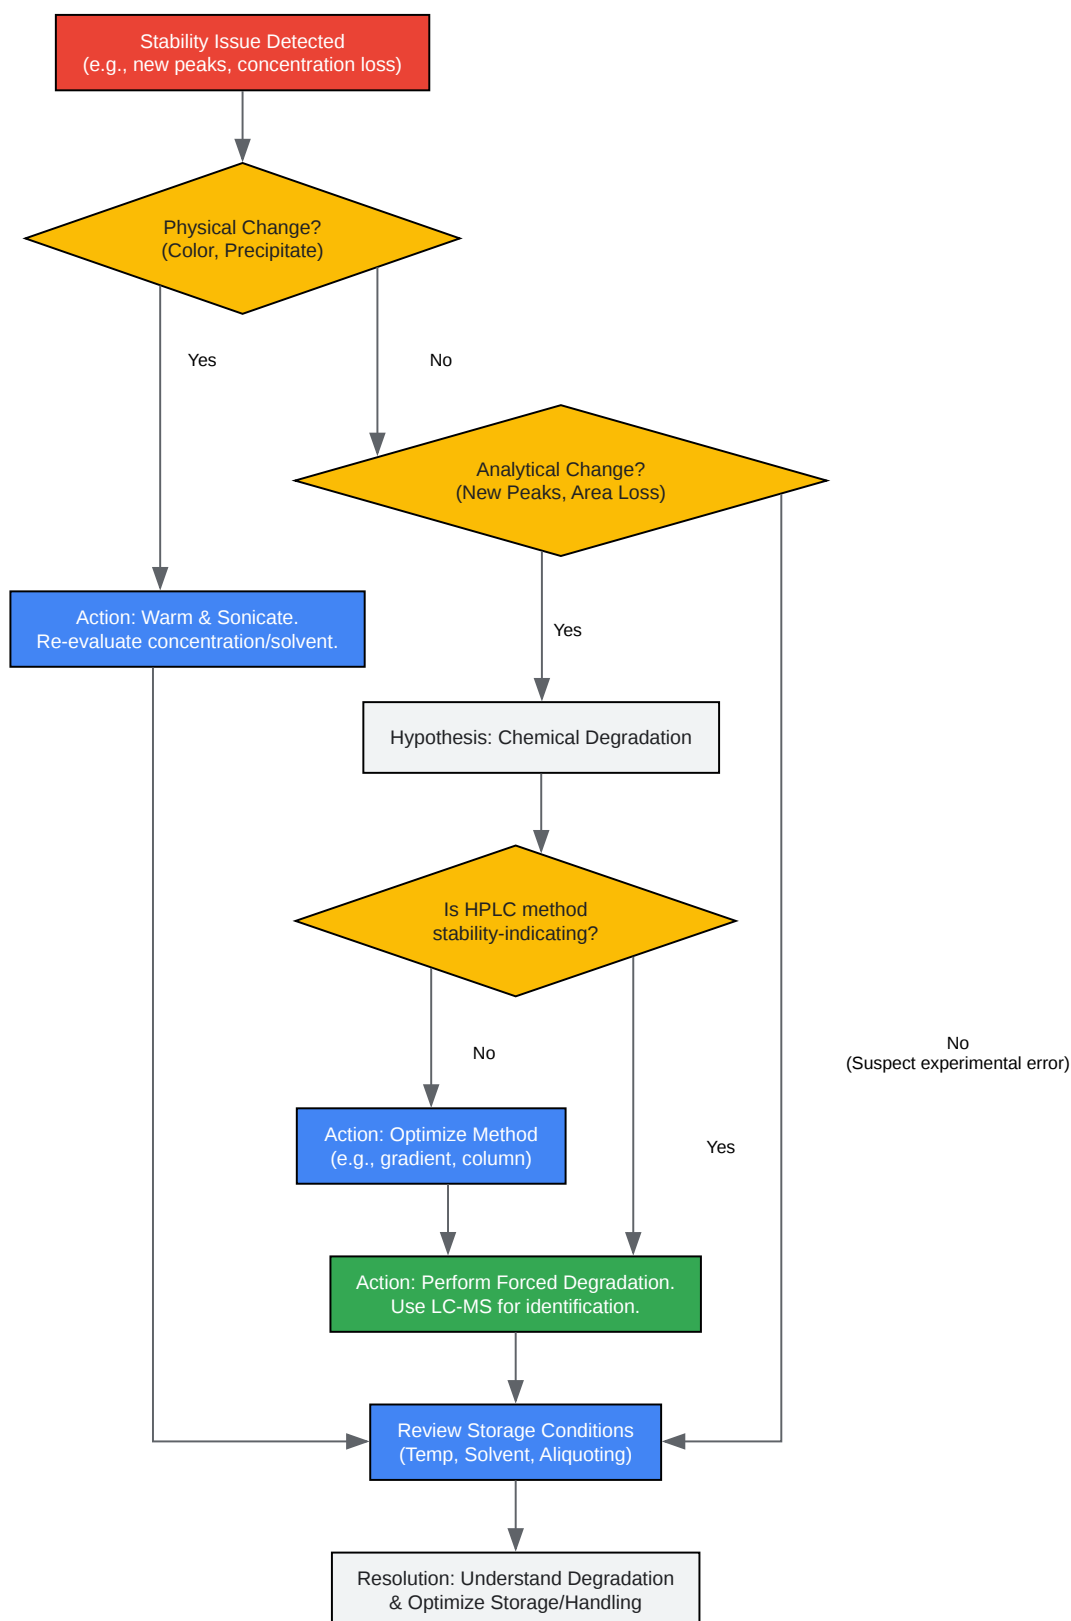 Stability Issue Detected
(e.g., new peaks, concentration loss)
Physical Change?
(Color, Precipitate)
Yes
No
Analytical Change?
(New Peaks, Area Loss)
Action: Warm & Sonicate.
Re-evaluate concentration/solvent.
Yes
Hypothesis: Chemical Degradation
Is HPLC method
stability-indicating?
No
No
(Suspect experimental error)
Action: Optimize Method
(e.g., gradient, column)
Yes
Action: Perform Forced Degradation.
Use LC-MS for identification.
Review Storage Conditions
(Temp, Solvent, Aliquoting)
Resolution: Understand Degradation
& Optimize Storage/Handling